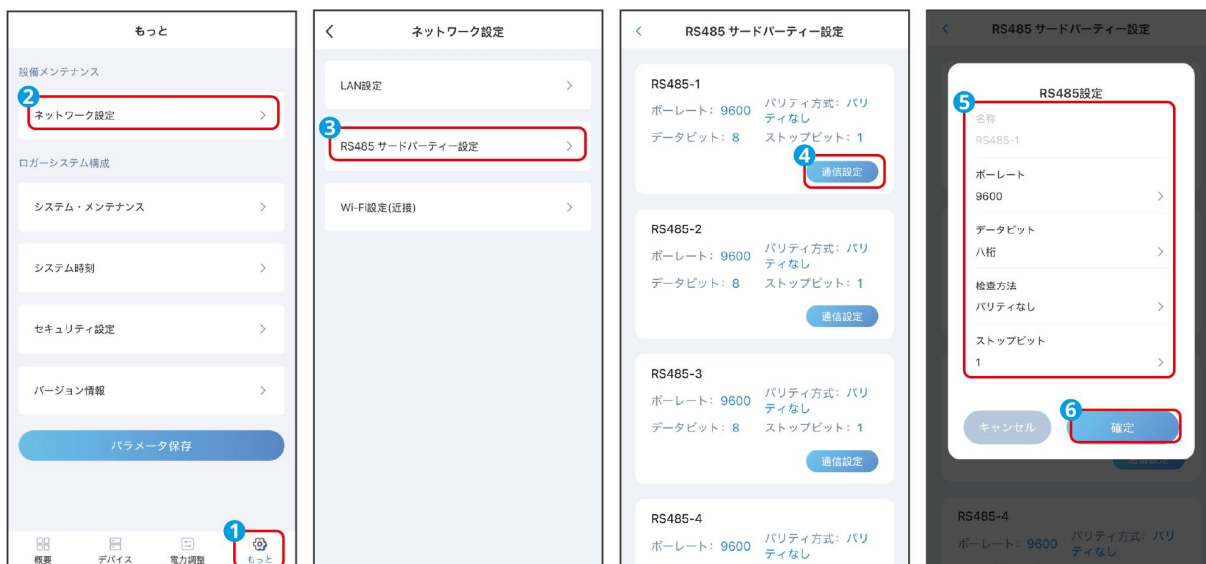 もっと
設備メンテナンス
2
ネットワーク設定
ロガーシステム構成
システム・メンテナンス
システム時刻
セキュリティ設定
バージョン情報
パラメータ保存
1
概要
デバイス
電力調整
もっと
ネットワーク設定
LAN設定
3
RS485 サードパーティー設定
Wi-Fi設定(近接)
RS485 サードパーティー設定
RS485-1
ボーレート: 9600
パリティ方式: パリ
ティなし
データビット: 8
ストップビット: 1
4
通信設定
RS485-2
ボーレート: 9600
パリティ方式: パリ
ティなし
データビット: 8
ストップビット: 1
通信設定
RS485-3
ボーレート: 9600
パリティ方式: パリ
ティなし
データビット: 8
ストップビット: 1
通信設定
RS485-4
ボーレート: 9600
パリティ方式: パリ
ティなし
RS485 サードパーティー設定
RS485設定
5
名称
RS485-1
ボーレート
9600
データビット
八桁
検査方法
パリティなし
ストップビット
1
キャンセル
6
確定
通信設定
RS485-4
ボーレート: 9600
パリティ方式: パリ
ティなし